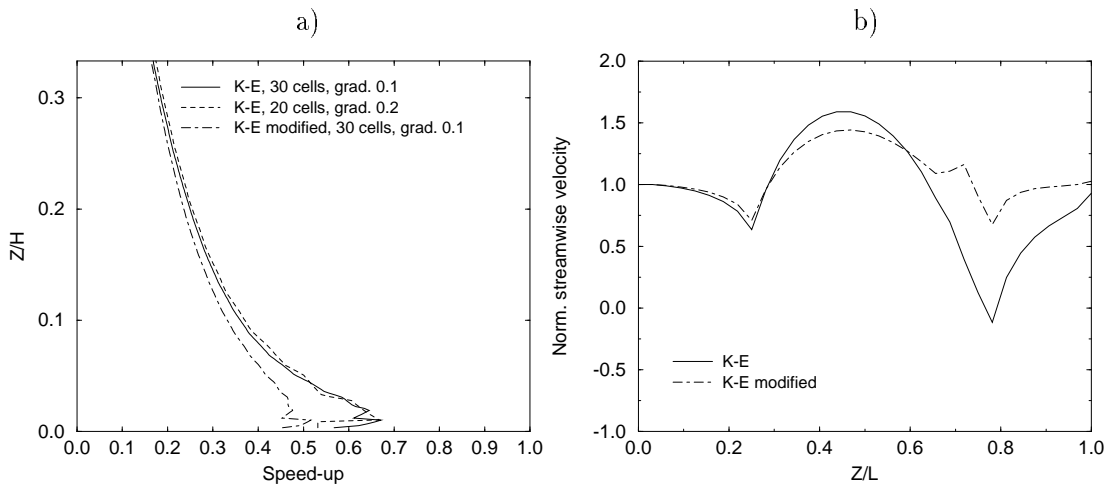 a)
0.3
0.2
0.1
0.0
Z/H
K-E, 30 cells, grad. 0.1
K-E, 20 cells, grad. 0.2
K-E modified, 30 cells, grad. 0.1
0.0 0.1 0.2 0.3 0.4 0.5 0.6 0.7 0.8 0.9 1.0
Speed-up
b)
2.0
1.5
1.0
0.5
0.0
-0.5
-1.0
Norm. streamwise velocity
K-E
K-E modified
0.0 0.2 0.4 0.6 0.8 1.0
Z/L